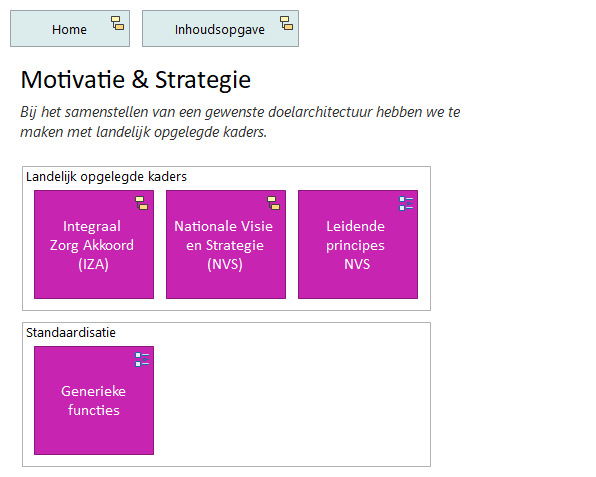 Home
Inhoudsopgave
Motivatie & Strategie
Bij het samenstellen van een gewenste doelarchitectuur hebben we te
maken met landelijk opgelegde kaders.
Landelijk opgelegde kaders
Integraal
Zorg Akkoord
(IZA)
Nationale Visie
en Strategie
(NVS)
Leidende
principes
NVS
Standaardisatie
Generieke
functies